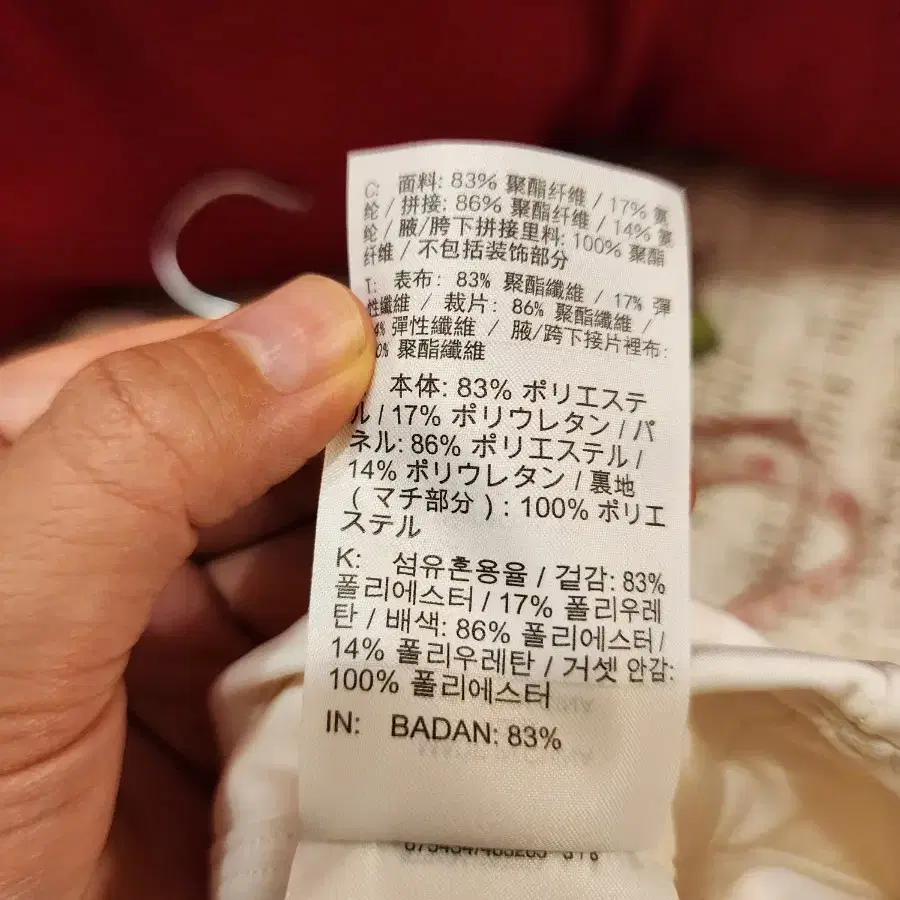 C: 面料: 83% 聚酯纤维 / 17% 氨
纶 / 拼接: 86% 聚酯纤维 / 14% 氨
纶 / 腋/胯下拼接里料: 100% 聚酯
纤维 / 不包括装饰部分
T: 表布: 83% 聚酯纖維 / 17% 彈
性纖維 / 裁片: 86% 聚酯纖維 /
4% 彈性纖維 / 腋/跨下接片裡布:
0% 聚酯纖維
本体: 83% ポリエステ
ル / 17% ポリウレタン / パ
ネル: 86% ポリエステル /
14% ポリウレタン / 裏地
( マチ部分 ) : 100% ポリエ
ステル
K: 섬유혼용율 / 겉감: 83%
폴리에스터 / 17% 폴리우레
탄 / 배색: 86% 폴리에스터 /
14% 폴리우레탄 / 거셋 안감:
100% 폴리에스터
IN: BADAN: 83%